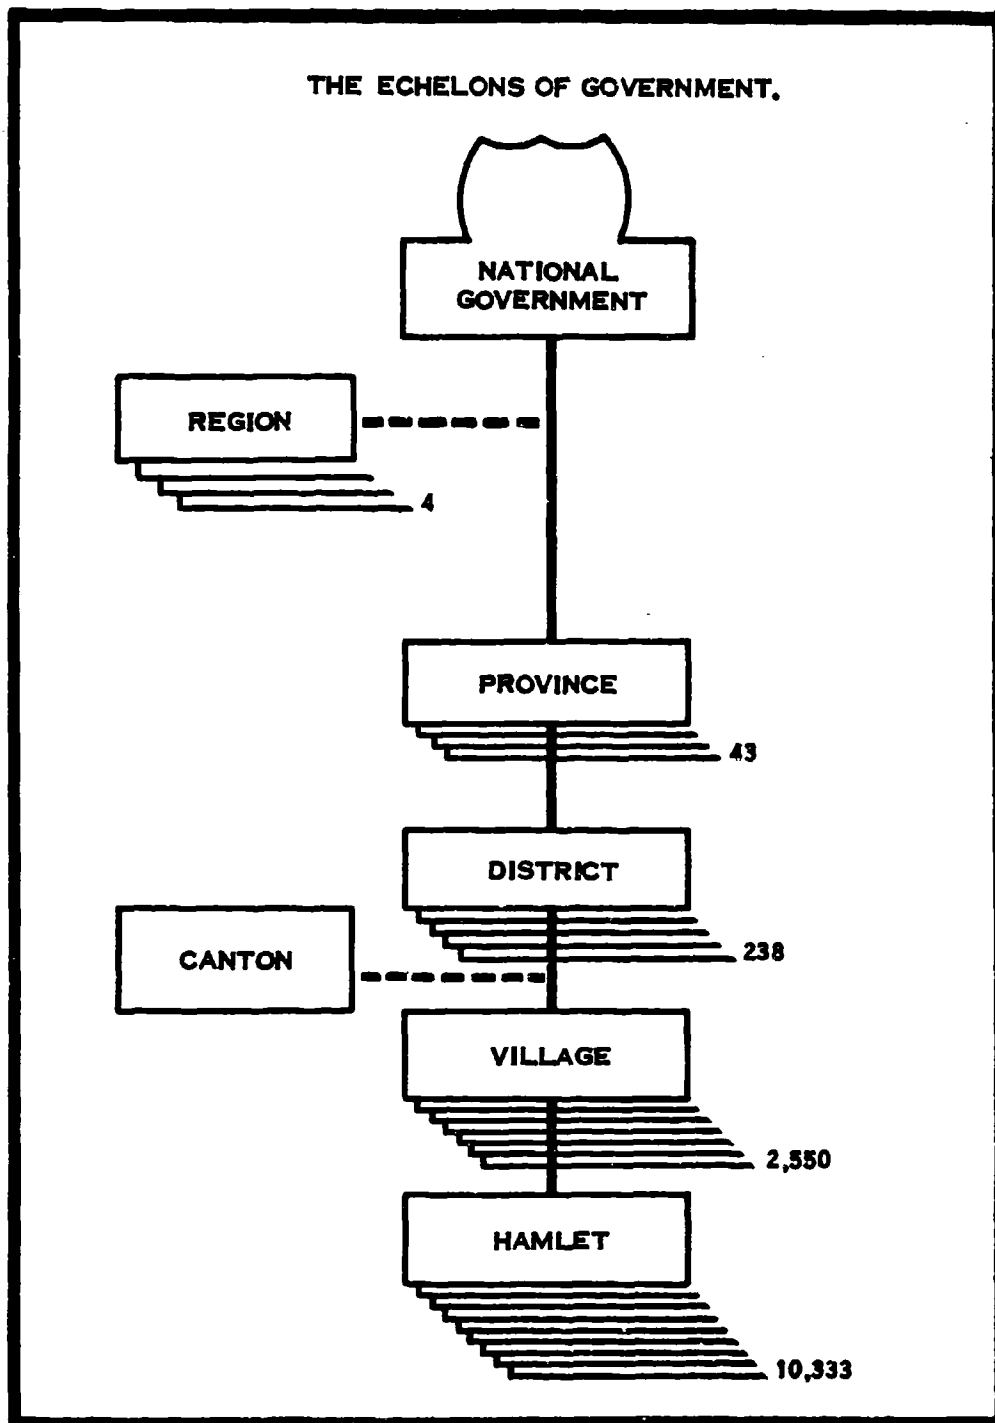 THE ECHELONS OF GOVERNMENT.
NATIONAL
GOVERNMENT
REGION
4
PROVINCE
43
DISTRICT
238
CANTON
VILLAGE
2,550
HAMLET
10,333